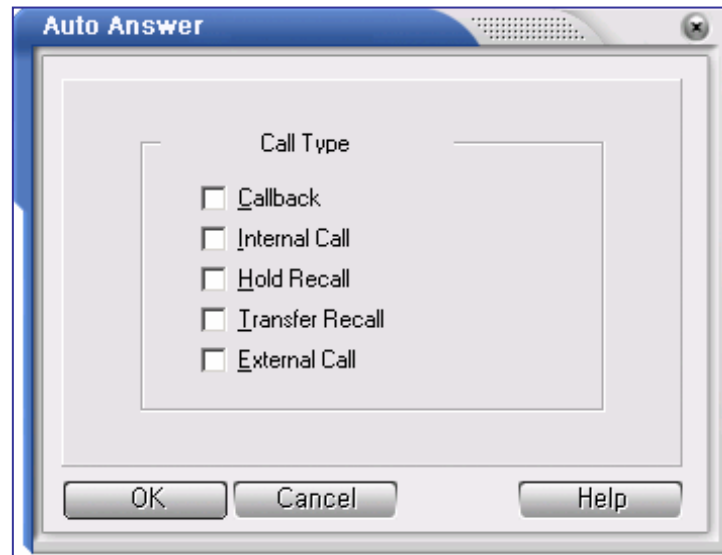 Auto Answer
Call Type
Callback
Internal Call
Hold Recall
Transfer Recall
External Call
OK Cancel Help